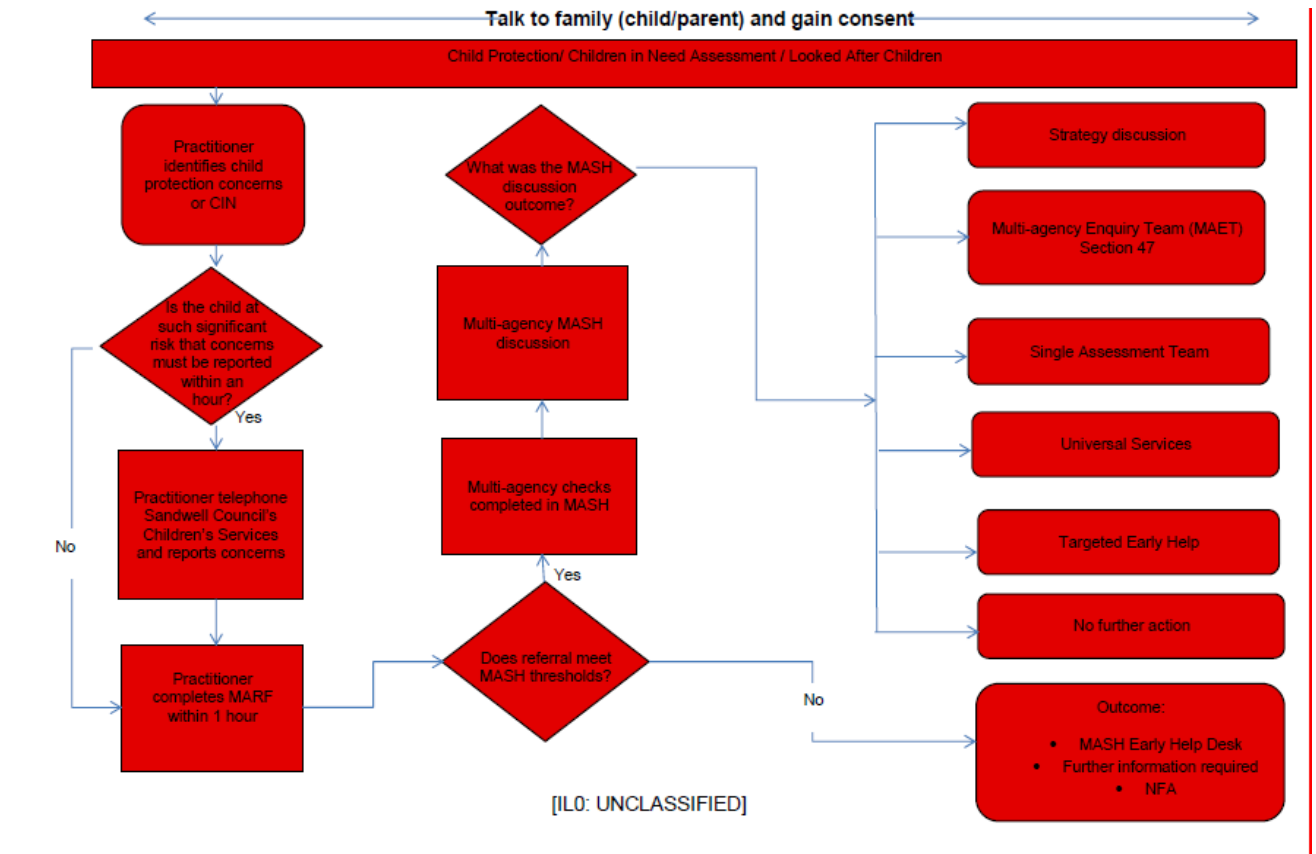 Talk to family (child/parent) and gain consent
Child Protection/ Children in Need Assessment / Looked After Children
Practitioner
identifies child
protection concerns
or CIN
Is the child at
such significant
risk that concerns
must be reported
within an
hour?
Yes
No
Practitioner telephone
Sandwell Council's
Children's Services
and reports concerns
Practitioner
completes MARF
within 1 hour
What was the MASH
discussion
outcome?
Multi-agency MASH
discussion
Multi-agency checks
completed in MASH
Yes
Does referral meet
MASH thresholds?
No
Strategy discussion
Multi-agency Enquiry Team (MAET)
Section 47
Single Assessment Team
Universal Services
Targeted Early Help
No further action
Outcome:
• MASH Early Help Desk
• Further information required
• NFA
[IL0: UNCLASSIFIED]